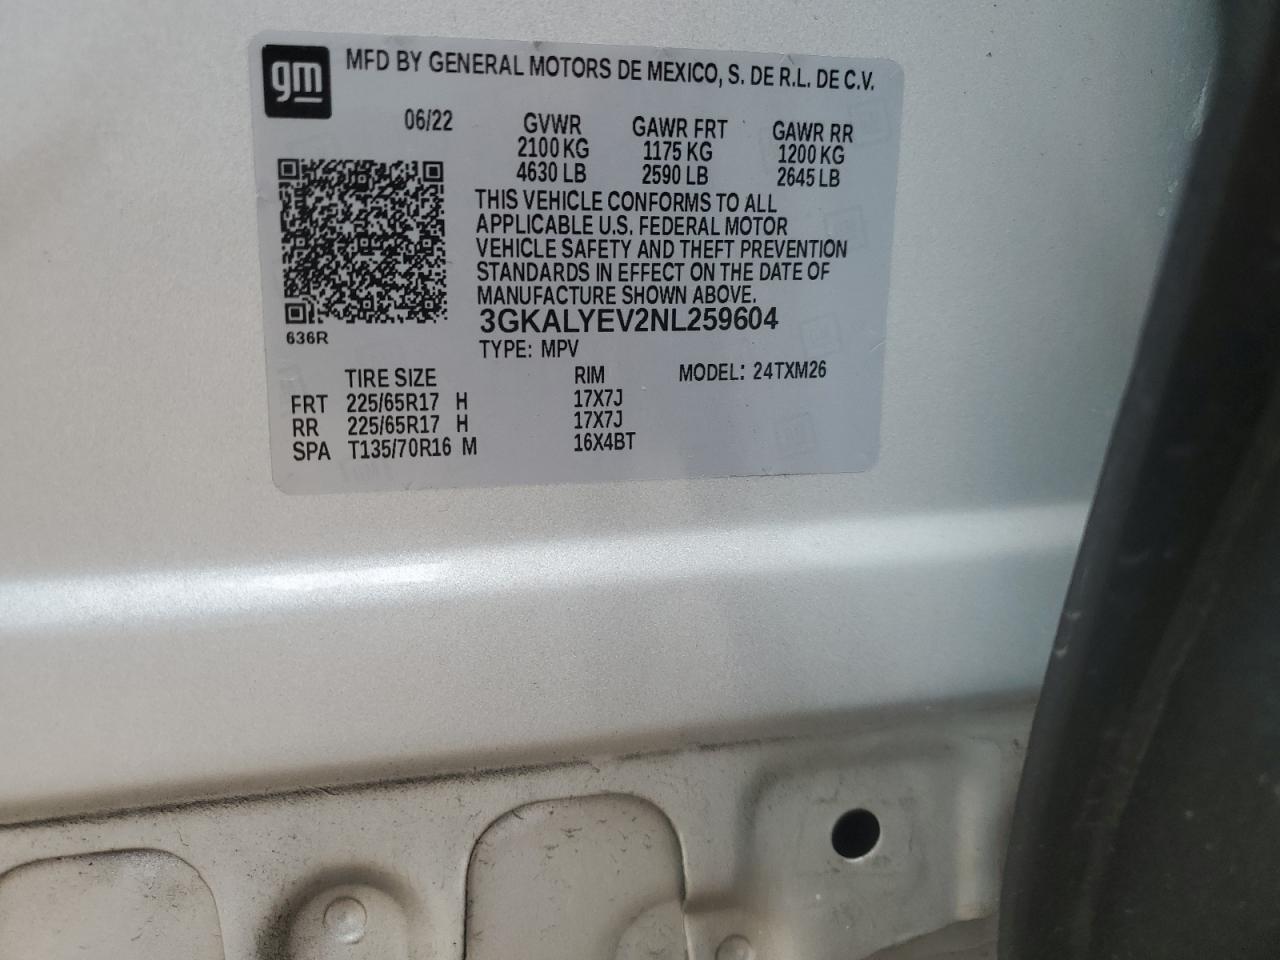 gm
MFD BY GENERAL MOTORS DE MEXICO, S. DE R.L. DE C.V.
06/22 GVWR GAWR FRT GAWR RR
2100 KG 1175 KG 1200 KG
4630 LB 2590 LB 2645 LB
THIS VEHICLE CONFORMS TO ALL
APPLICABLE U.S. FEDERAL MOTOR
VEHICLE SAFETY AND THEFT PREVENTION
STANDARDS IN EFFECT ON THE DATE OF
MANUFACTURE SHOWN ABOVE.
3GKALYEV2NL259604
636R
TYPE: MPV
TIRE SIZE RIM MODEL: 24TXM26
FRT 225/65R17 H 17X7J
RR 225/65R17 H 17X7J
SPA T135/70R16 M 16X4BT